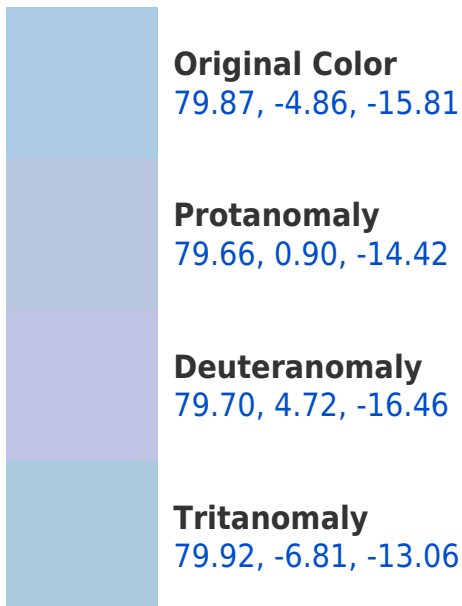 Original Color
79.87, -4.86, -15.81
Protanomaly
79.66, 0.90, -14.42
Deuteranomaly
79.70, 4.72, -16.46
Tritanomaly
79.92, -6.81, -13.06